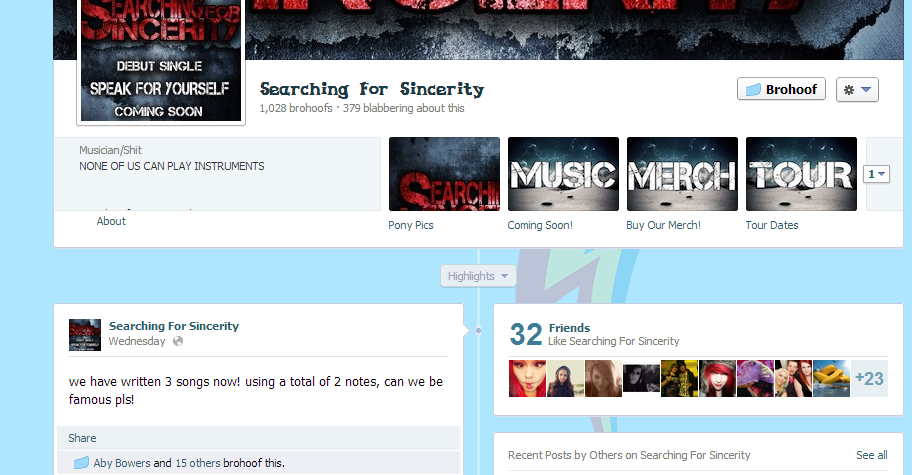 SEARCHING FOR
SINCERITY
DEBUT SINGLE
SPEAK FOR YOURSELF
COMING SOON
Searching For Sincerity
1,028 brohoofs · 379 blabbering about this
Brohoof
Musician/Shit
NONE OF US CAN PLAY INSTRUMENTS
About
SEARCHING
MUSIC
MERCH
TOUR
1
Pony Pics
Coming Soon!
Buy Our Merch!
Tour Dates
Highlights
Searching For Sincerity
Wednesday
we have written 3 songs now! using a total of 2 notes, can we be
famous pls!
Share
Aby Bowers and 15 others brohoof this.
32 Friends
Like Searching For Sincerity
+23
Recent Posts by Others on Searching For Sincerity
See all